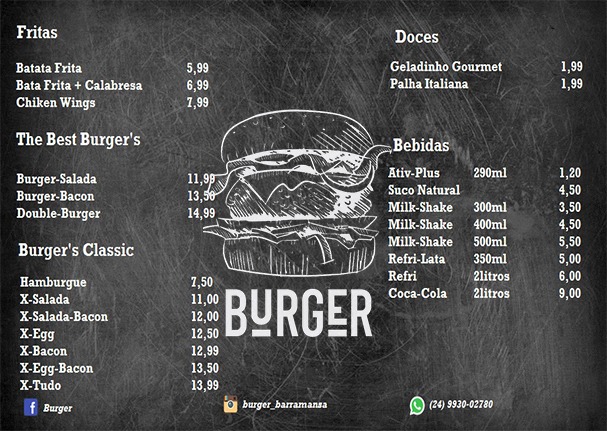 Fritas
Batata Frita 5,99
Bata Frita + Calabresa 6,99
Chiken Wings 7,99
The Best Burger's
Burger-Salada 11,99
Burger-Bacon 13,50
Double-Burger 14,99
Burger's Classic
Hamburgue 7,50
X-Salada 11,00
X-Salada-Bacon 12,00
X-Egg 12,50
X-Bacon 12,99
X-Egg-Bacon 13,50
X-Tudo 13,99
BURGER
Doces
Geladinho Gourmet 1,99
Palha Italiana 1,99
Bebidas
Ativ-Plus 290ml 1,20
Suco Natural 4,50
Milk-Shake 300ml 3,50
Milk-Shake 400ml 4,50
Milk-Shake 500ml 5,50
Refri-Lata 350ml 5,00
Refri 2litros 6,00
Coca-Cola 2litros 9,00
f Burger
burger_barramansa
(24) 9930-02780